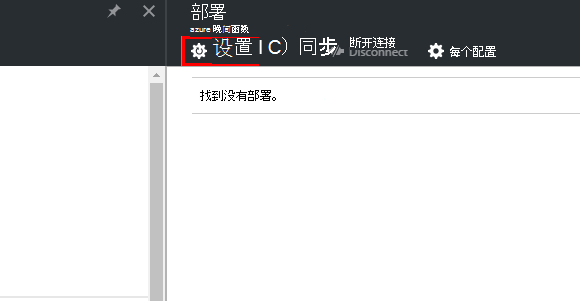 部署
azure 晚间函数
设置 I C）同步
断开连接
Disconnect
每个配置
找到没有部署。